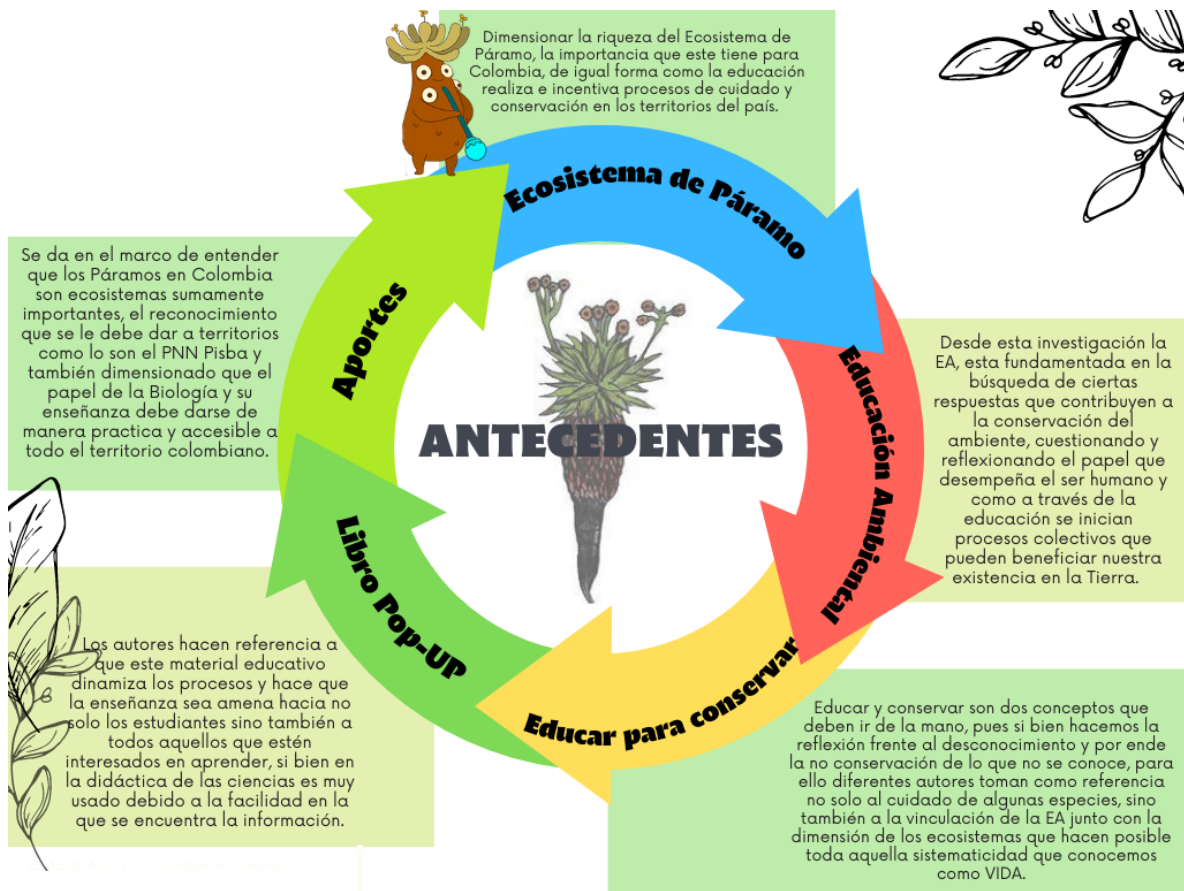 Dimensionar la riqueza del Ecosistema de
Páramo, la importancia que este tiene para
Colombia, de igual forma como la educación
realiza e incentiva procesos de cuidado y
conservación en los territorios del país.
Ecosistema de Páramo
Educación Ambiental
Desde esta investigación la
EA, esta fundamentada en la
búsqueda de ciertas
respuestas que contribuyen a
la conservación del
ambiente, cuestionando y
reflexionando el papel que
desempeña el ser humano y
como a través de la
educación se inician
procesos colectivos que
pueden beneficiar nuestra
existencia en la Tierra.
Educar para conservar
Educar y conservar son dos conceptos que
deben ir de la mano, pues si bien hacemos la
reflexión frente al desconocimiento y por ende
la no conservación de lo que no se conoce, para
ello diferentes autores toman como referencia
no solo al cuidado de algunas especies, sino
también a la vinculación de la EA junto con la
dimensión de los ecosistemas que hacen posible
toda aquella sistematicidad que conocemos
como VIDA.
Libro Pop-UP
Los autores hacen referencia a
que este material educativo
dinamiza los procesos y hace que
la enseñanza sea amena hacia no
solo los estudiantes sino también a
todos aquellos que estén
interesados en aprender, si bien en
la didáctica de las ciencias es muy
usado debido a la facilidad en la
que se encuentra la información.
Aportes
Se da en el marco de entender
que los Páramos en Colombia
son ecosistemas sumamente
importantes, el reconocimiento
que se le debe dar a territorios
como lo son el PNN Pisba y
también dimensionado que el
papel de la Biología y su
enseñanza debe darse de
manera practica y accesible a
todo el territorio colombiano.
ANTECEDENTES